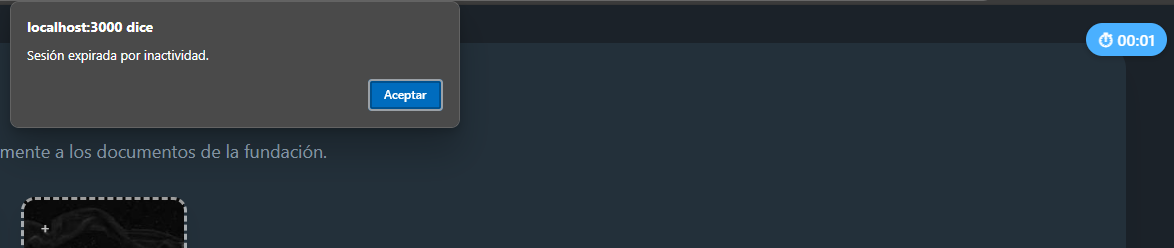 localhost:3000 dice
Sesión expirada por inactividad.
Aceptar
00:01
mente a los documentos de la fundación.
+